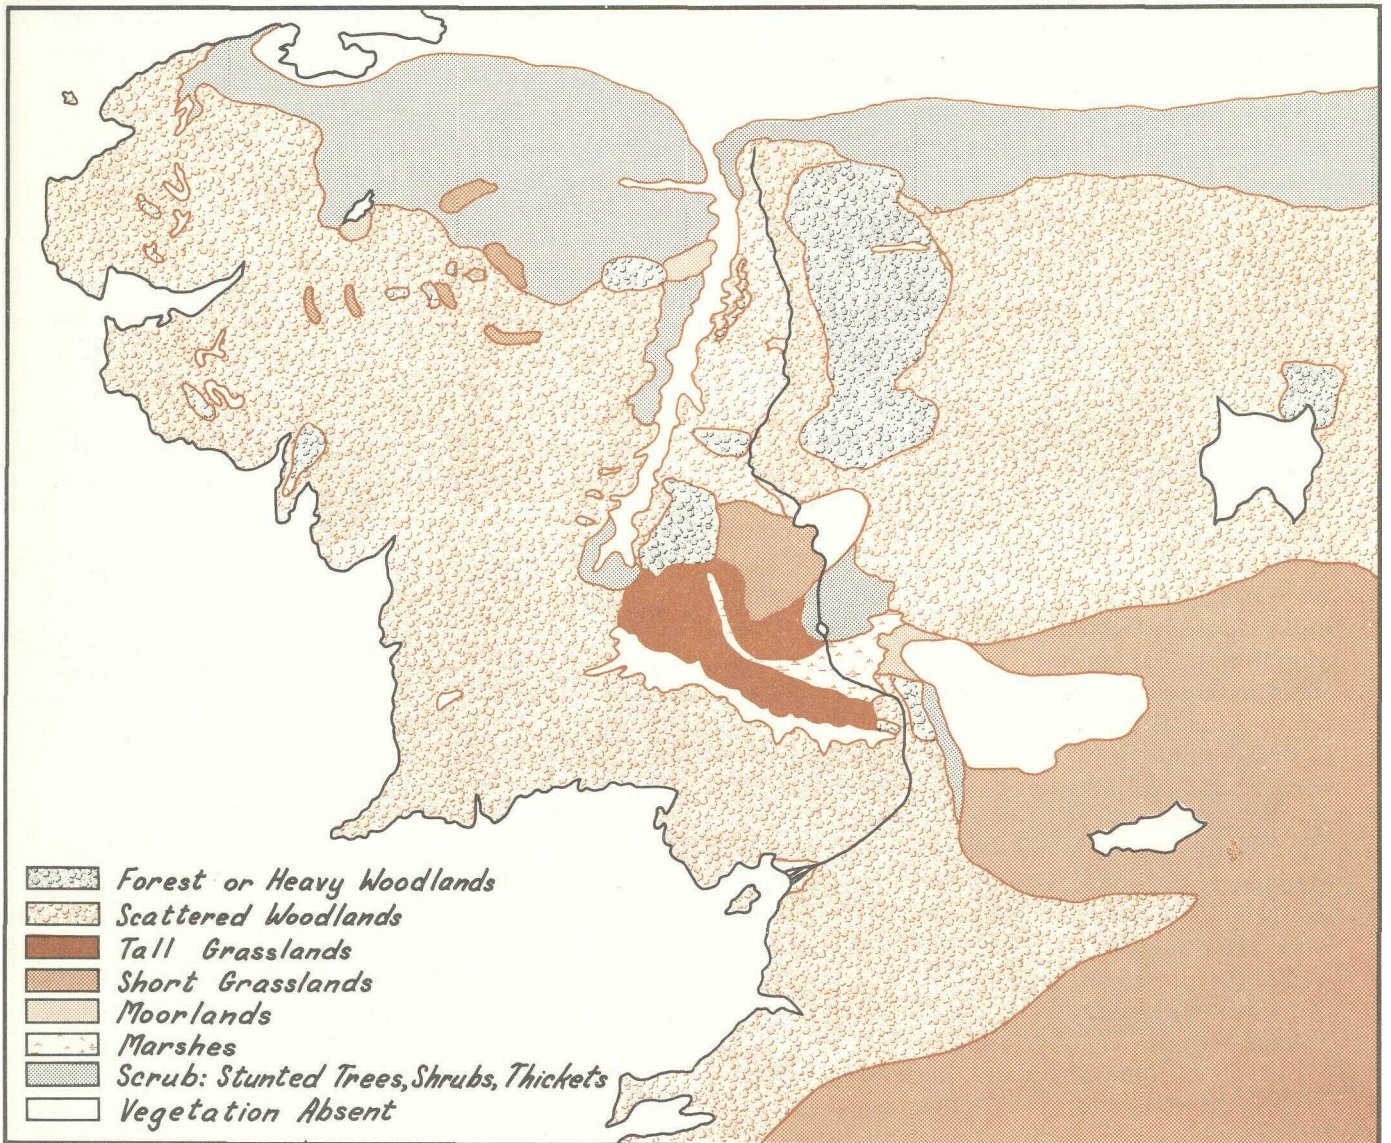 Forest or Heavy Woodlands
Scattered Woodlands
Tall Grasslands
Short Grasslands
Moorlands
Marshes
Scrub: Stunted Trees, Shrubs, Thickets
Vegetation Absent